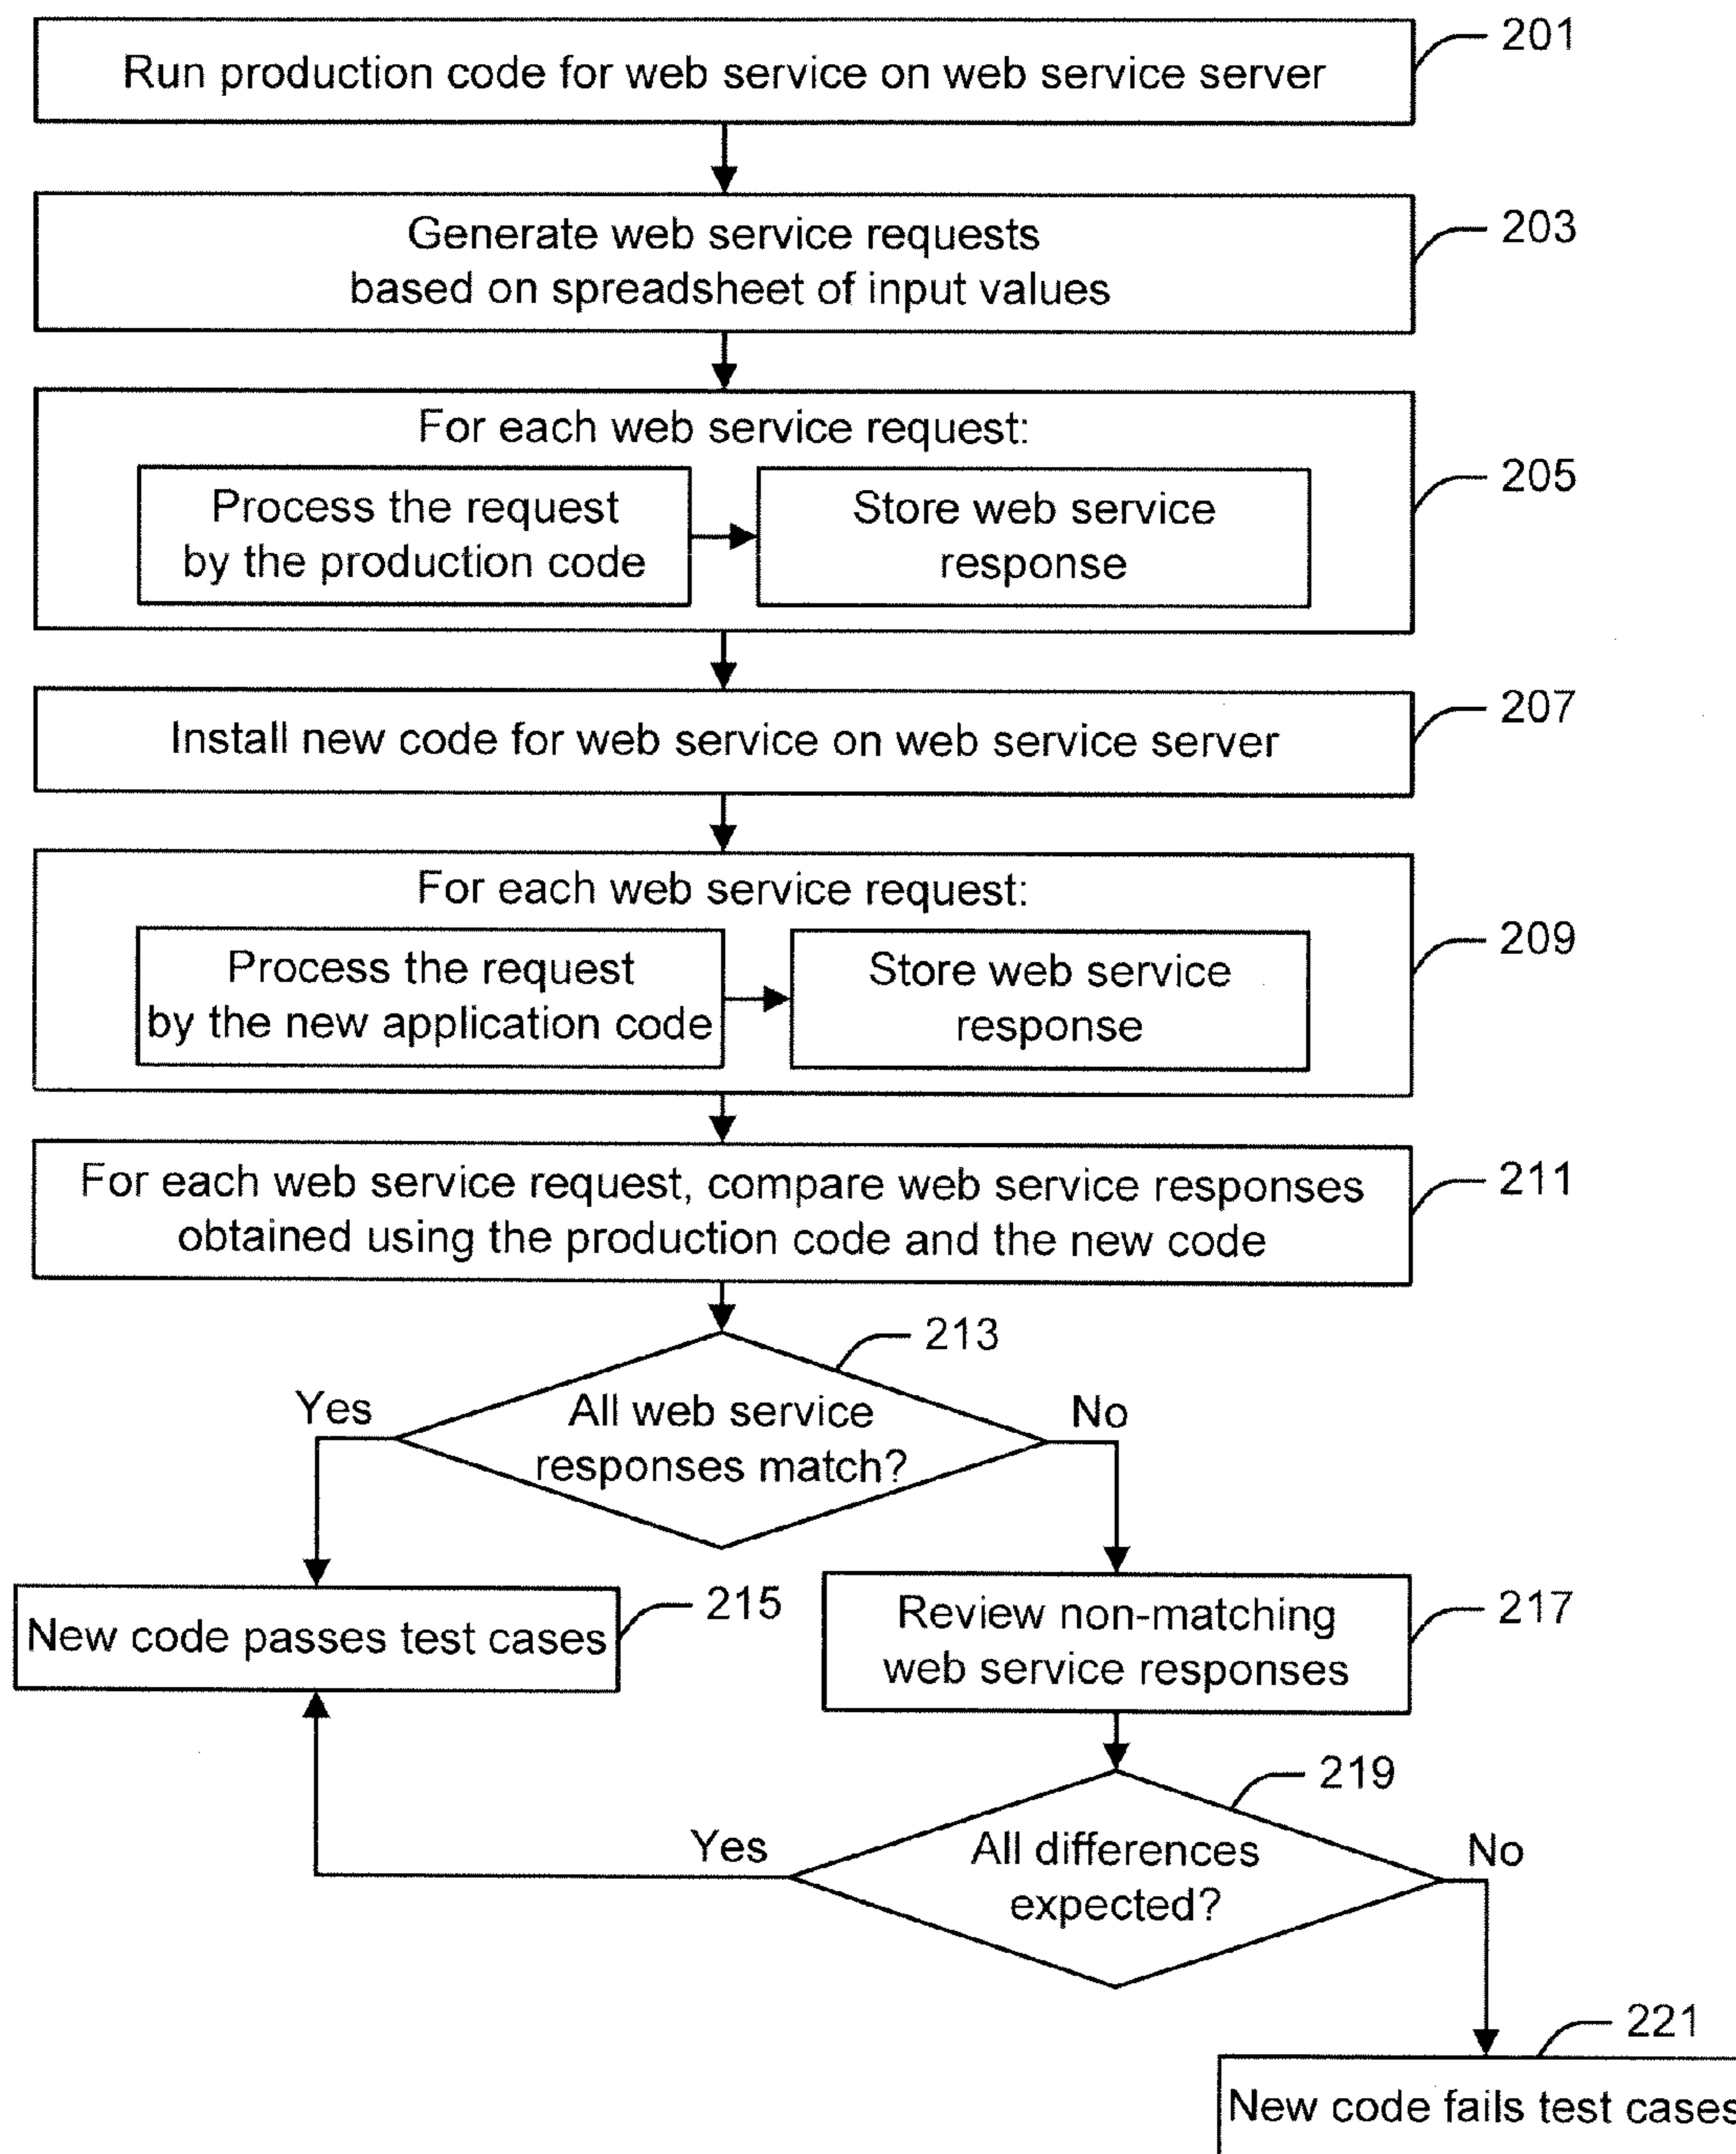 Run production code for web service on web service server
201
Generate web service requests
based on spreadsheet of input values
203
For each web service request:
Process the request
by the production code
Store web service
response
205
Install new code for web service on web service server
207
For each web service request:
Process the request
by the new application code
Store web service
response
209
For each web service request, compare web service responses
obtained using the production code and the new code
211
213
All web service
responses match?
Yes
No
New code passes test cases
215
Review non-matching
web service responses
217
219
All differences
expected?
Yes
No
221
New code fails test cases